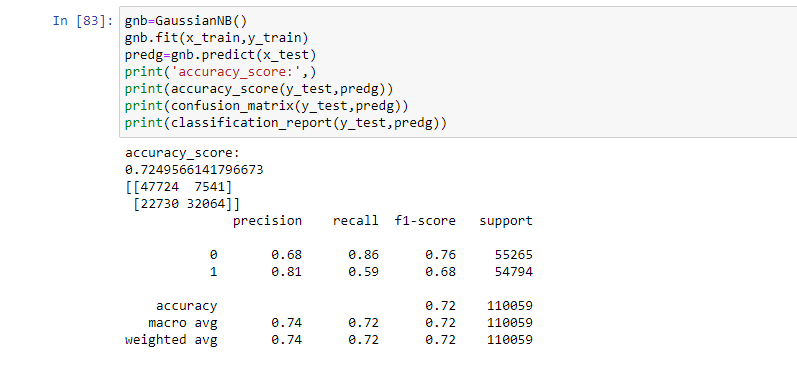 In [83]: gnb=GaussianNB()
gnb.fit(x_train,y_train)
predg=gnb.predict(x_test)
print('accuracy_score:',)
print(accuracy_score(y_test,predg))
print(confusion_matrix(y_test,predg))
print(classification_report(y_test,predg))
accuracy_score:
0.7249566141796673
[[47724  7541]
 [22730 32064]]
              precision    recall  f1-score   support
           0       0.68      0.86      0.76     55265
           1       0.81      0.59      0.68     54794
    accuracy                           0.72    110059
   macro avg       0.74      0.72      0.72    110059
weighted avg       0.74      0.72      0.72    110059